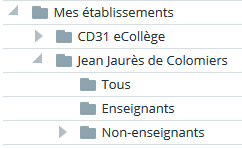 Mes établissements
CD31 eCollège
Jean Jaurès de Colomiers
Tous
Enseignants
Non-enseignants